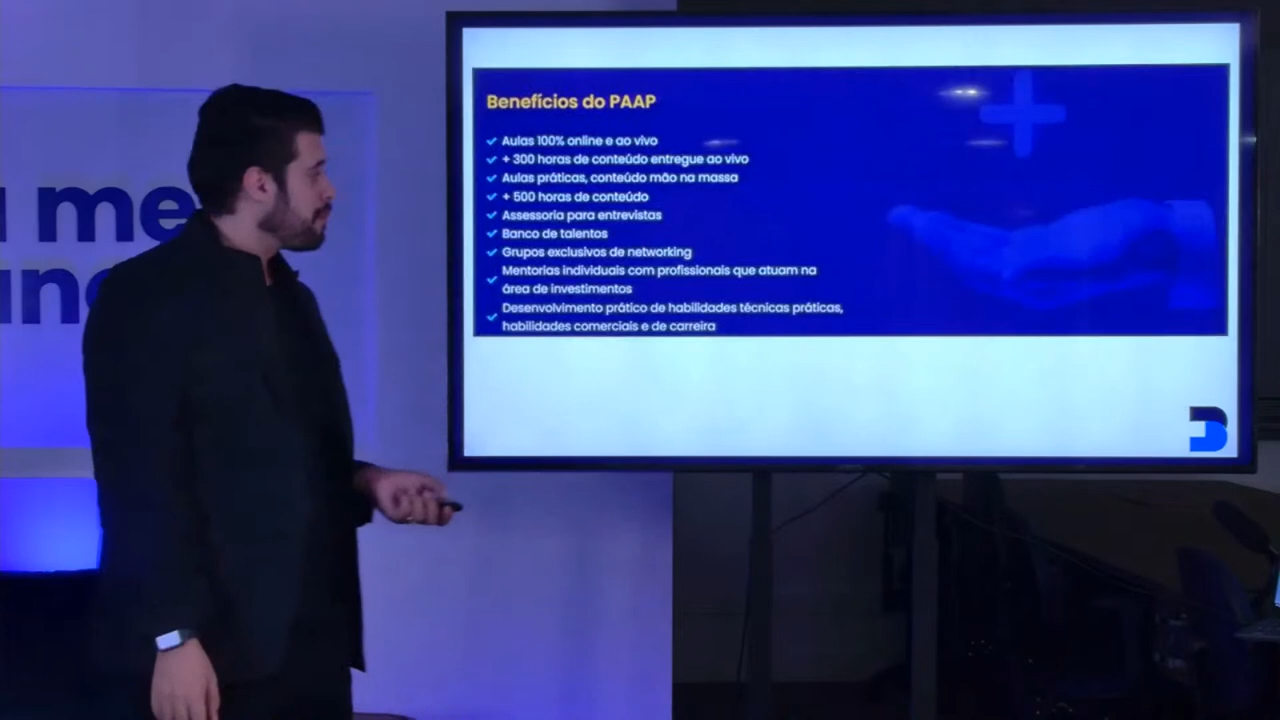 me
Benefícios do PAAP
Aulas 100% online e ao vivo
+ 300 horas de conteúdo entregue ao vivo
Aulas práticas, conteúdo mão na massa
+ 500 horas de conteúdo
Assessoria para entrevistas
Banco de talentos
Grupos exclusivos de networking
Mentorias individuais com profissionais que atuam na
área de investimentos
Desenvolvimento prático de habilidades técnicas práticas,
habilidades comerciais e de carreira